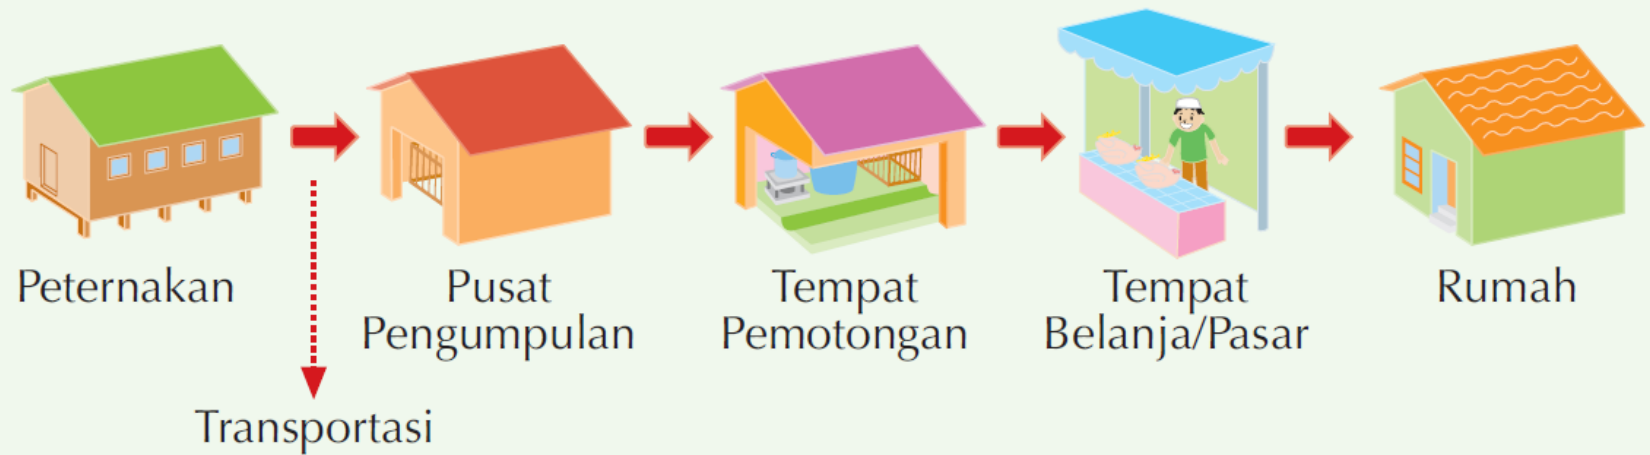 Peternakan
Pusat
Pengumpulan
Tempat
Pemotongan
Tempat
Belanja/Pasar
Rumah
Transportasi